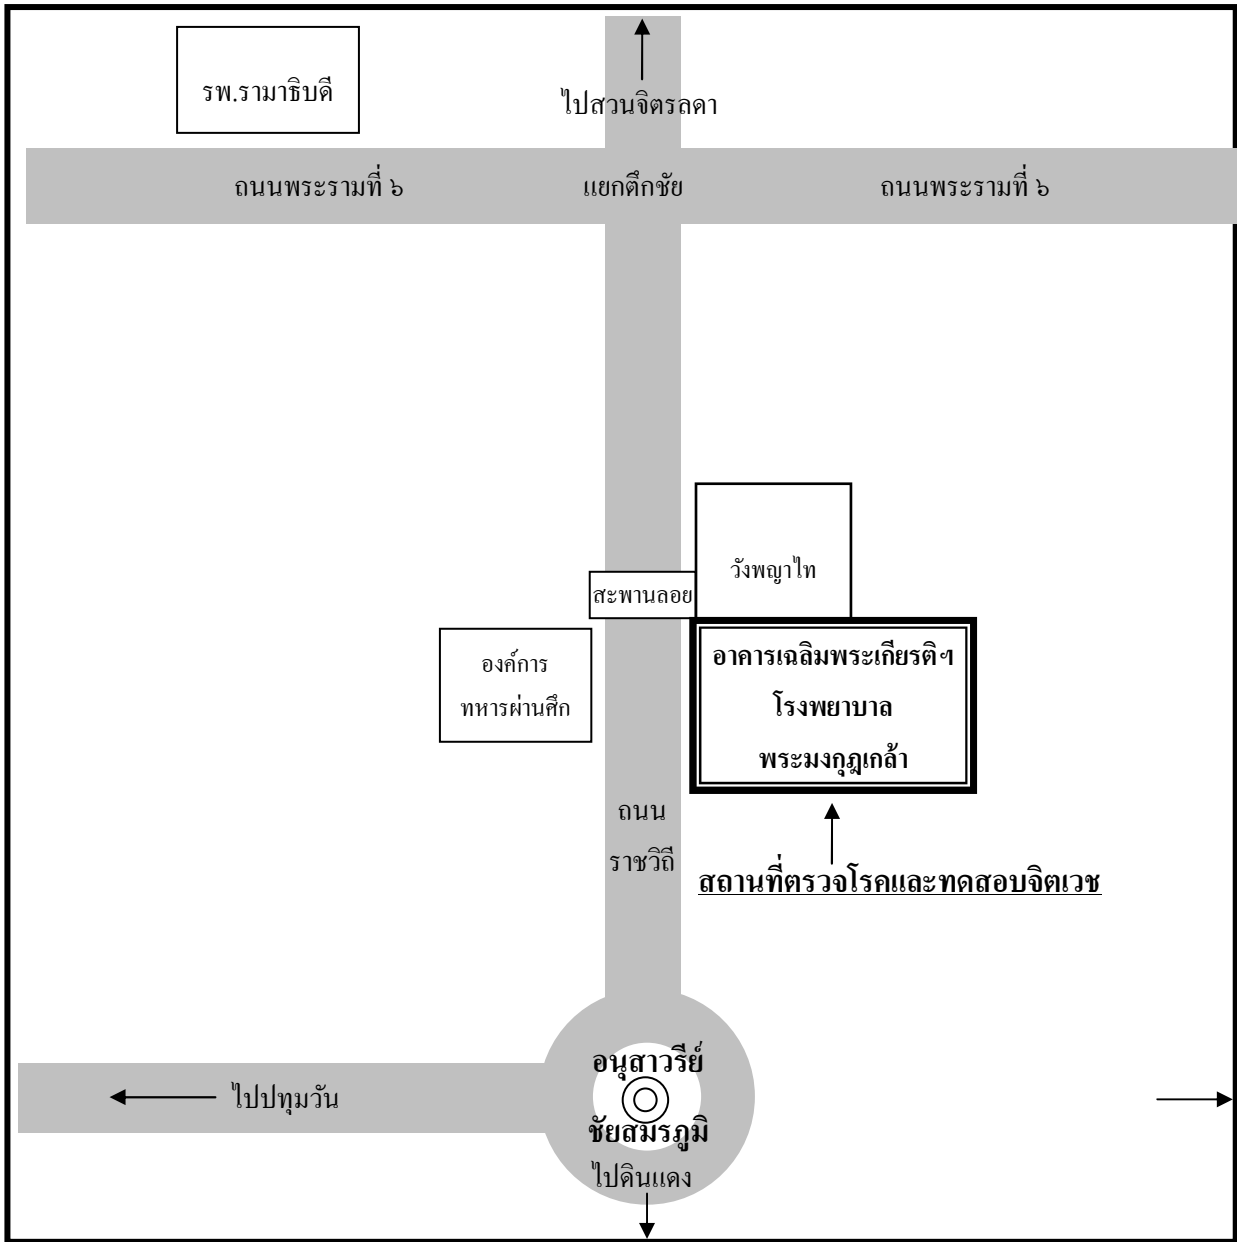 รพ.รามาธิบดี
ไปสวนจิตรลดา
ถนนพระรามที่ ๖
แยกตึกชัย
ถนนพระรามที่ ๖
วังพญาไท
สะพานลอย
องค์การ
ทหารผ่านศึก
อาคารเฉลิมพระเกียรติฯ
โรงพยาบาล
พระมงกุฎเกล้า
ถนน
ราชวิถี
สถานที่ตรวจโรคและทดสอบจิตเวช
อนุสาวรีย์
ชัยสมรภูมิ
ไปปทุมวัน
ไปดินแดง